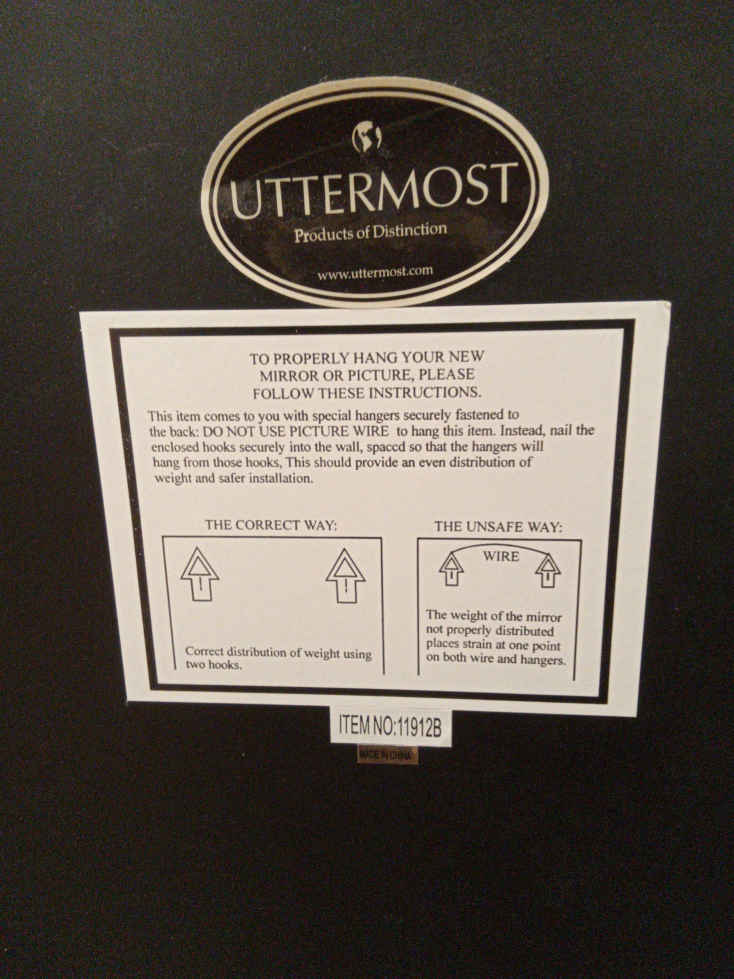 UTTERMOST
Products of Distinction
www.uttermost.com
TO PROPERLY HANG YOUR NEW
MIRROR OR PICTURE, PLEASE
FOLLOW THESE INSTRUCTIONS.
This item comes to you with special hangers securely fastened to
the back: DO NOT USE PICTURE WIRE to hang this item. Instead, nail the
enclosed hooks securely into the wall, spaced so that the hangers will
hang from those hooks, This should provide an even distribution of
weight and safer installation.
THE CORRECT WAY:
Correct distribution of weight using
two hooks.
THE UNSAFE WAY:
WIRE
The weight of the mirror
not properly distributed
places strain at one point
on both wire and hangers.
ITEM NO:11912B
MADE IN CHINA